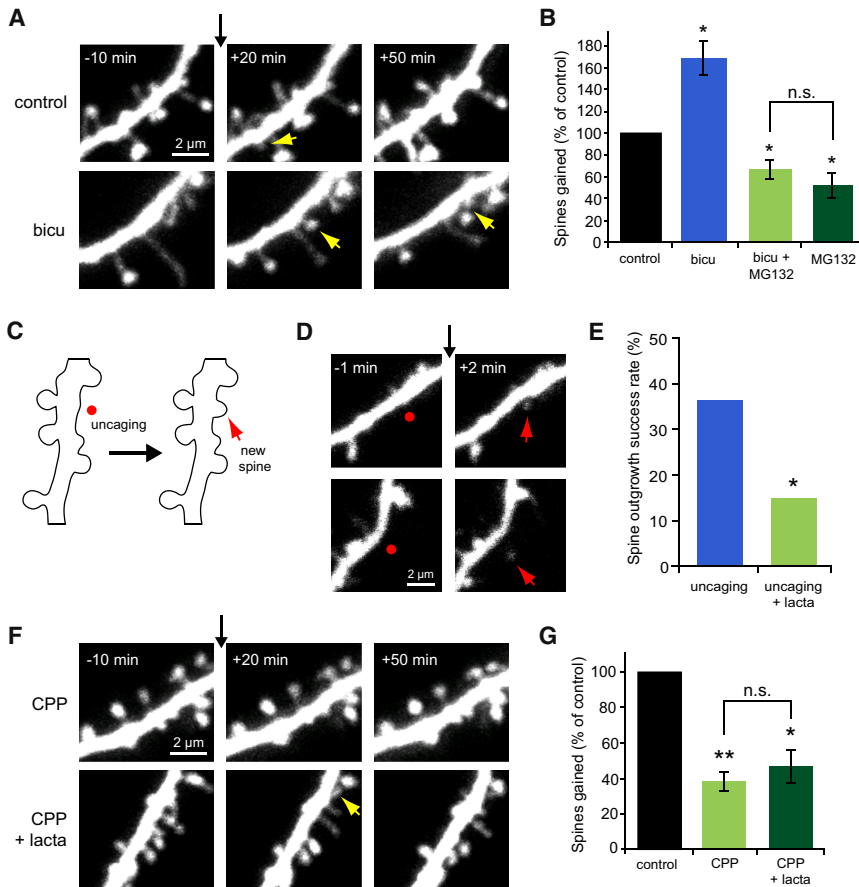 A
-10 min
+20 min
+50 min
control
2 µm
bicu
B
Spines gained (% of control)
180
160
140
120
100
80
60
40
20
0
*
*
n.s.
*
control
bicu
bicu +
MG132
MG132
C
uncaging
new
spine
D
-1 min
+2 min
2 µm
E
Spine outgrowth success rate (%)
50
40
30
20
10
0
*
uncaging
uncaging
+ lacta
F
-10 min
+20 min
+50 min
CPP
2 µm
CPP
+ lacta
G
Spines gained (% of control)
100
80
60
40
20
0
**
n.s.
*
control
CPP
CPP
+ lacta